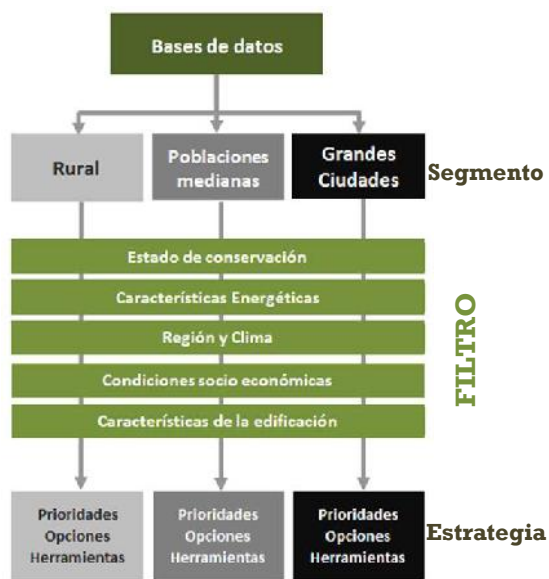 Bases de datos
Rural
Poblaciones
medianas
Grandes
Ciudades
Segmento
Estado de conservación
Características Energéticas
Región y Clima
Condiciones socio económicas
Características de la edificación
FILTRO
Prioridades
Opciones
Herramientas
Prioridades
Opciones
Herramientas
Prioridades
Opciones
Herramientas
Estrategia